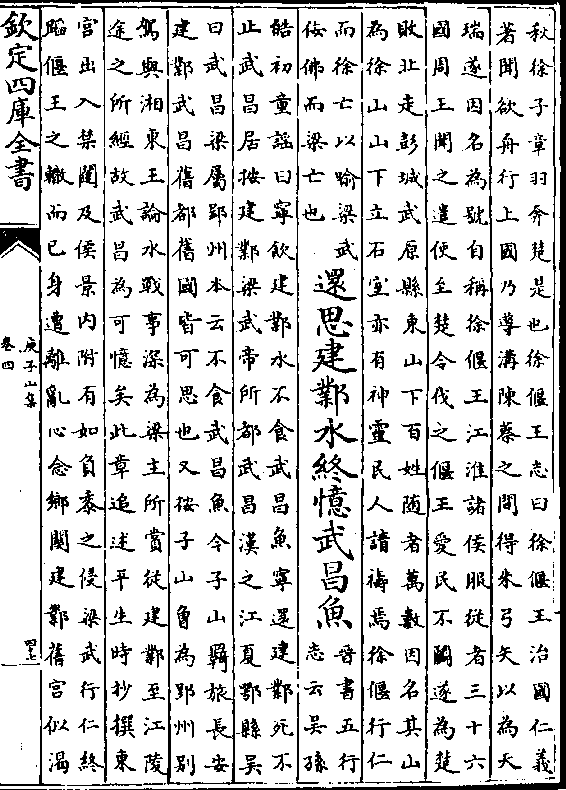 秋徐子章羽奔楚是也徐偃王志曰徐偃王治國仁義
著聞欲舟行上國乃導溝陳蔡之間得朱弓矢以為天
瑞遂因名為號自稱徐偃王江淮諸侯服從者三十六
國周王聞之遣使至楚令伐之偃王愛民不鬭遂為楚
敗北走彭城武原縣東山下百姓隨者萬數因名其山
為徐山山下立石室亦有神靈民人請禱焉徐偃行仁
而徐亡以喻梁武
佞佛而梁亡也
還思建鄴水終憶武昌魚
晉書五行
志云吳孫
皓初童謡曰寧飲建鄴水不食武昌魚寧還建鄴死不
止武昌居按建鄴梁武帝所都武昌漢之江夏鄂縣吳
曰武昌梁屬郢州本云不食武昌魚今子山羇旅長安
建鄴武昌舊都舊國皆可思也又按子山曾為郢州别
駕與湘東王論水戰事深為梁主所賞從建鄴至江陵
途之所經故武昌為可憶矣此章追述平生時抄撰東
宮出入禁闥及侯景内附有如負黍之侵梁武行仁終
蹈偃王之轍而已身遭離亂心念鄉關建鄴舊宮似渴
欽定四庫全書
庾子山集
卷四